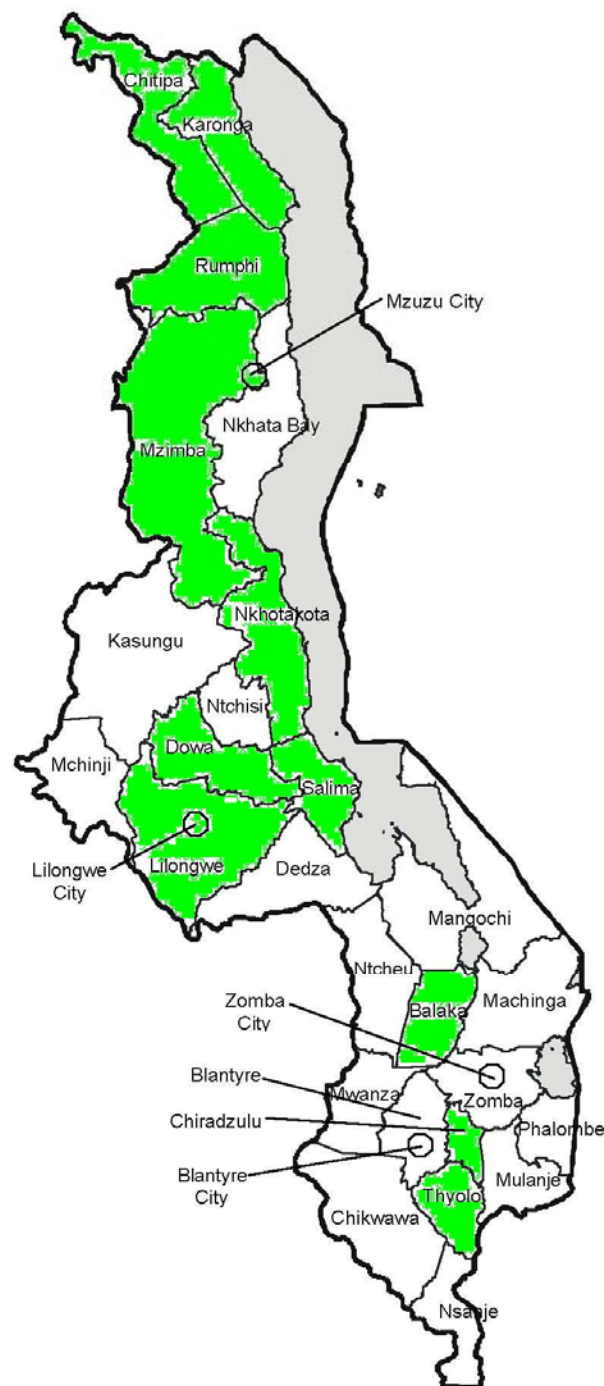 Chitipa
Karonga
Rumphi
Mzuzu City
Nkhata Bay
Mzimba
Nkhotakota
Kasungu
Ntchisi
Dowa
Mchinji
Salima
Lilongwe
City
Lilongwe
Dedza
Mangochi
Ntcheu
Zomba
City
Balaka
Machinga
Blantyre
Mwanza
Zomba
Chiradzulu
Phalombe
Blantyre
City
Mulanje
Thyolo
Chikwawa
Nsanje